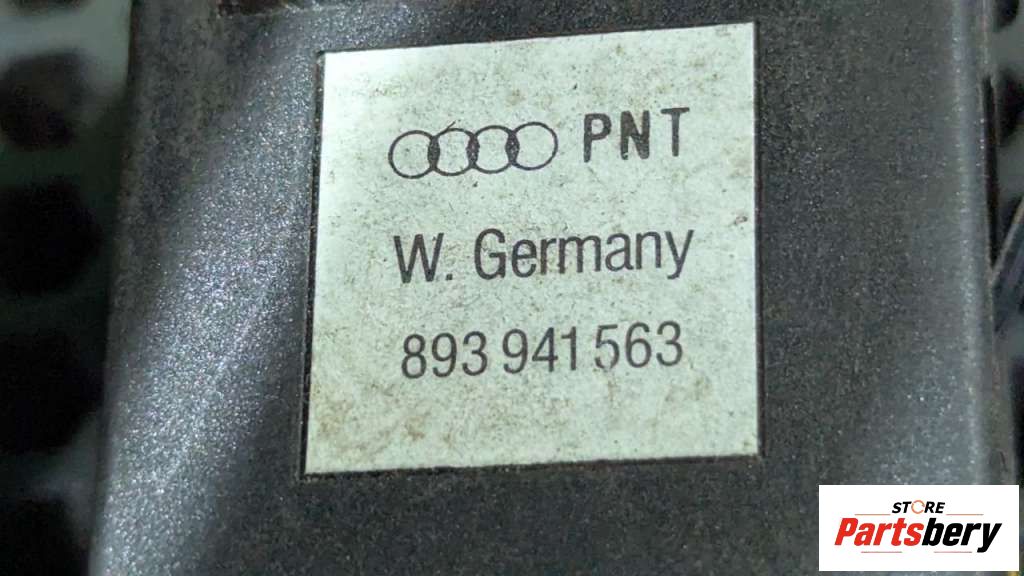 PNT
W. Germany
893 941 563
STORE
Partsbery